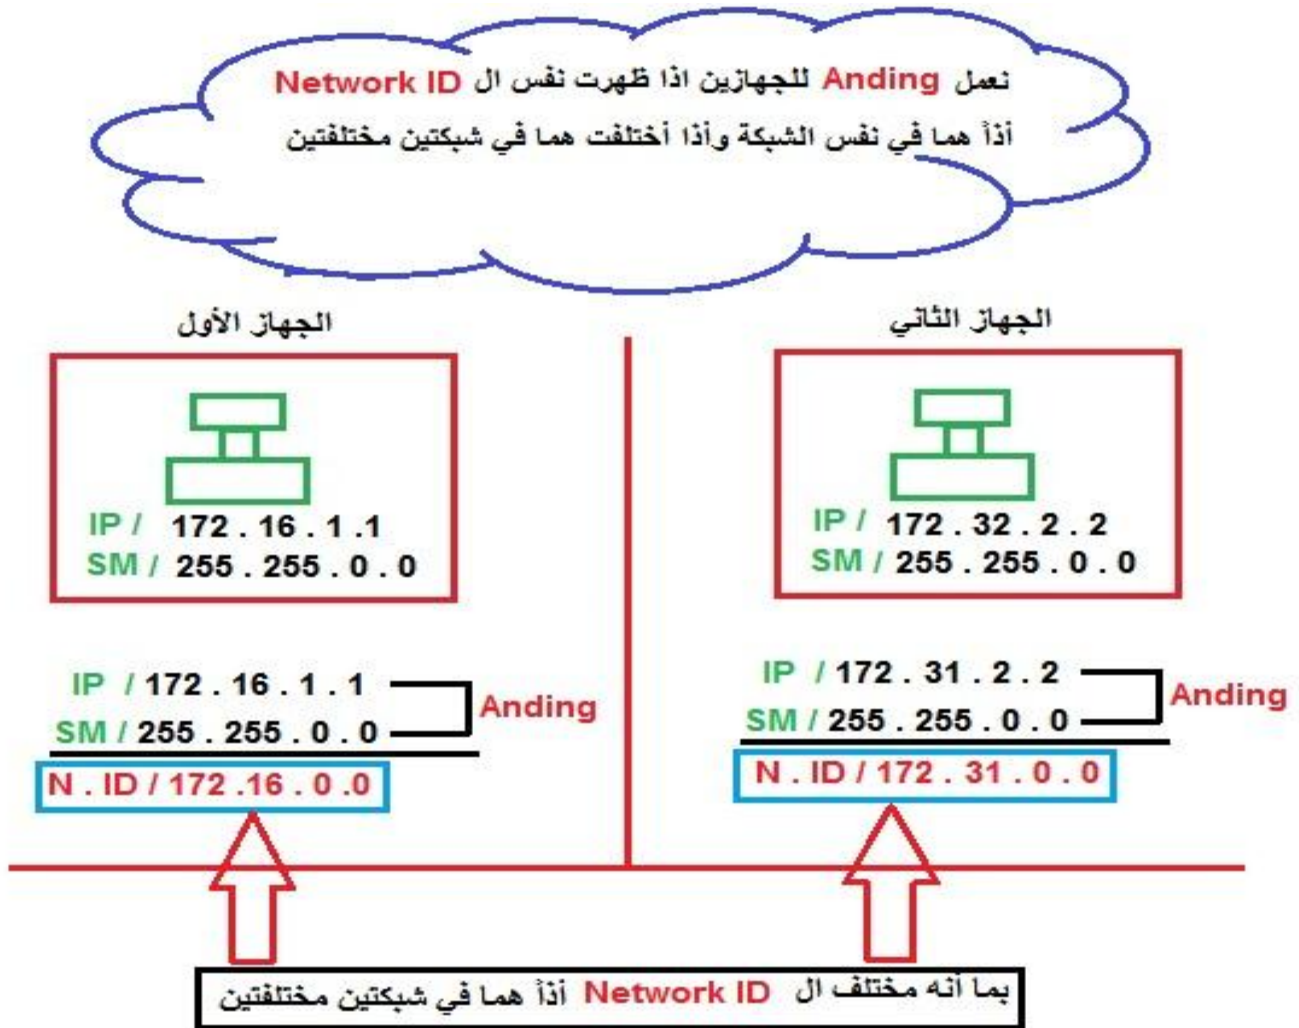 نعمل Anding للجهازين اذا ظهرت نفس ال Network ID
أذاً هما في نفس الشبكة وأذا أختلفت هما في شبكتين مختلفتين
الجهاز الأول
IP / 172 . 16 . 1 .1
SM / 255 . 255 . 0 . 0
IP / 172 . 16 . 1 . 1
SM / 255 . 255 . 0 . 0
Anding
N . ID / 172 .16 . 0 .0
الجهاز الثاني
IP / 172 . 32 . 2 . 2
SM / 255 . 255 . 0 . 0
IP / 172 . 31 . 2 . 2
SM / 255 . 255 . 0 . 0
Anding
N . ID / 172 . 31 . 0 . 0
بما أنه مختلف ال Network ID أذاً هما في شبكتين مختلفتين